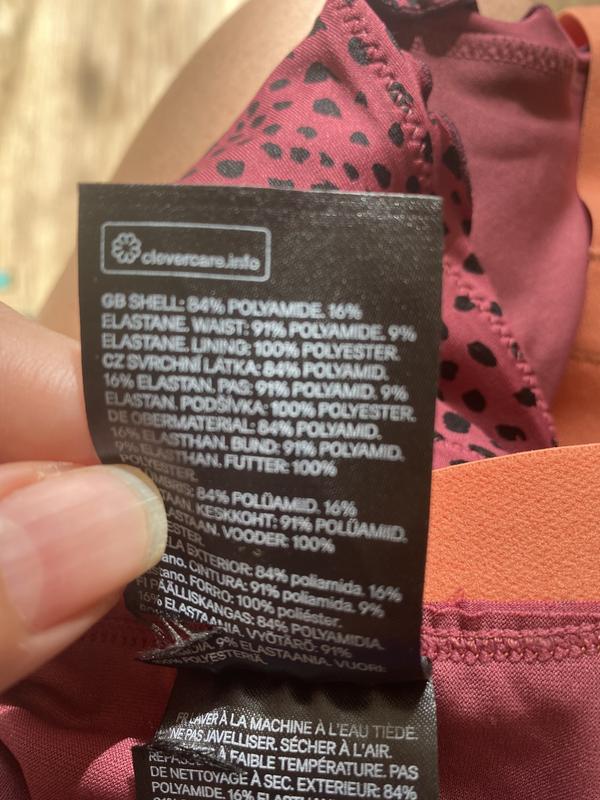 clevercare.info
GB SHELL: 84% POLYAMIDE. 16%
ELASTANE. WAIST: 91% POLYAMIDE. 9%
ELASTANE. LINING: 100% POLYESTER.
CZ SVRCHNÍ LÁTKA: 84% POLYAMID.
16% ELASTAN. PAS: 91% POLYAMID. 9%
ELASTAN. PODŠÍVKA: 100% POLYESTER.
DE OBERMATERIAL: 84% POLYAMID.
16% ELASTHAN. BUND: 91% POLYAMID.
9% ELASTHAN. FUTTER: 100%
POLYESTER.
84% POLÜAMIID. 16%
KESKKOHT: 91% POLÜAMIID.
VOODER: 100%
EXTERIOR: 84% poliamida. 16%
CINTURA: 91% poliamida. 9%
FORRO: 100% poliéster.
FI PÄÄLLISKANGAS: 84% POLYAMIDIA.
16% ELASTAANIA. VYÖTÄRÖ: 91%
9% ELASTAANIA. VUORI:
POLYESTERIÄ.
FR LAVER À LA MACHINE À L'EAU TIÈDE.
NE PAS JAVELLISER. SÉCHER À L'AIR.
À FAIBLE TEMPÉRATURE. PAS
DE NETTOYAGE À SEC. EXTERIEUR: 84%
POLYAMIDE. 16%